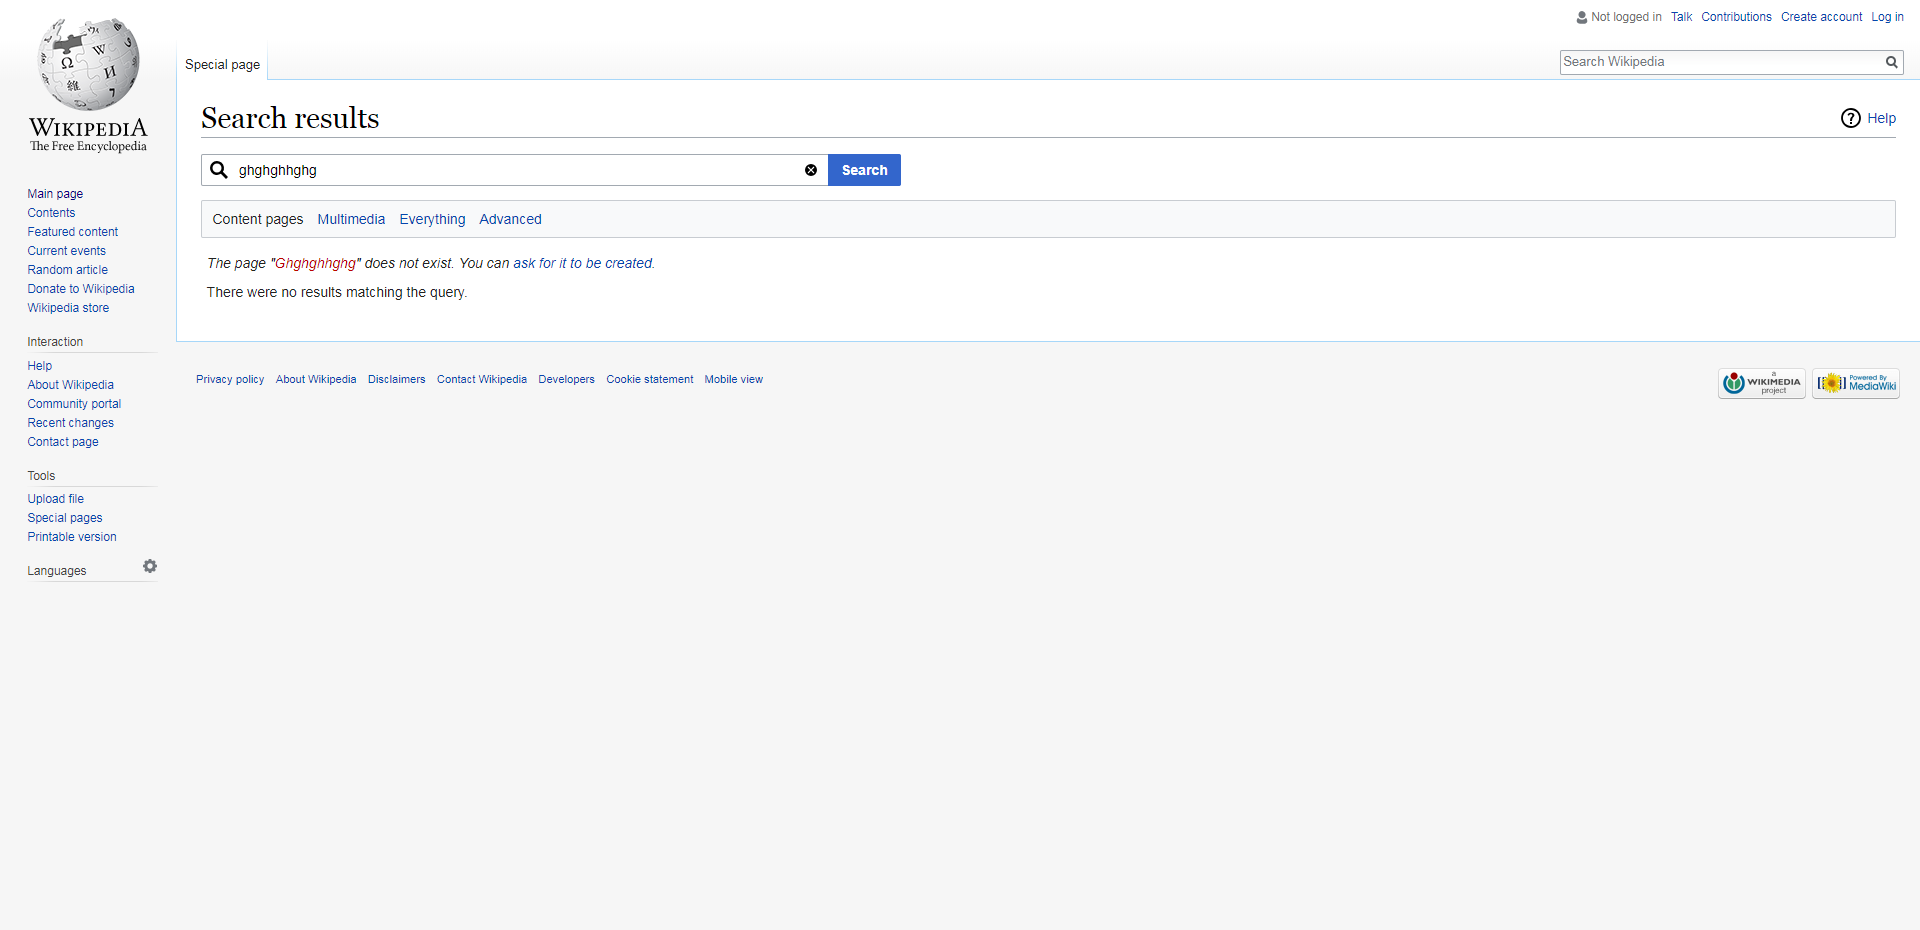 Not logged in Talk Contributions Create account Log in
Special page
Search Wikipedia
WIKIPEDIA
The Free Encyclopedia
Search results
Help
ghghghhghg
Search
Content pages Multimedia Everything Advanced
The page "Ghghghhghg" does not exist. You can ask for it to be created.
There were no results matching the query.
Main page
Contents
Featured content
Current events
Random article
Donate to Wikipedia
Wikipedia store
Interaction
Help
About Wikipedia
Community portal
Recent changes
Contact page
Tools
Upload file
Special pages
Printable version
Languages
Privacy policy About Wikipedia Disclaimers Contact Wikipedia Developers Cookie statement Mobile view
a
WIKIMEDIA
project
Powered By
MediaWiki